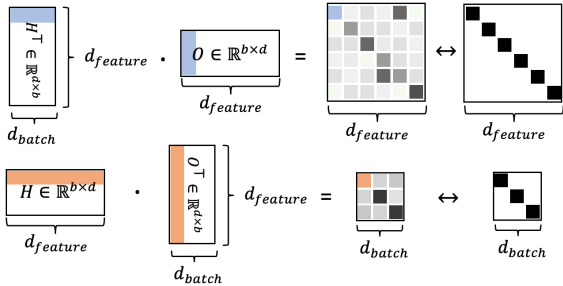 H⊤ ∈ ℝ^{d×b} d_feature · O ∈ ℝ^{b×d} = ↔
d_batch d_feature d_feature d_feature
H ∈ ℝ^{b×d} · O⊤ ∈ ℝ^{d×b} d_feature = ↔
d_feature d_batch d_batch d_batch